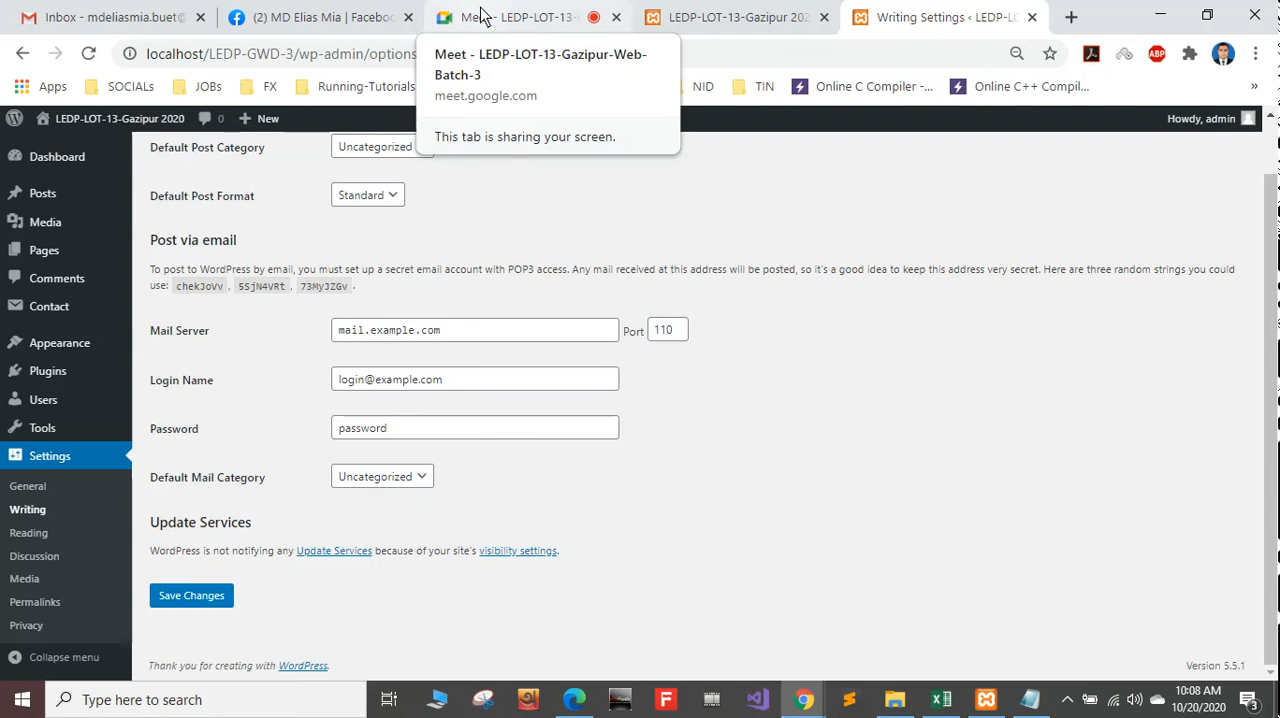 Inbox - mdeliasmia.buet@
(2) MD Elias Mia | Faceboo
Mee - LEDP-LOT-13-
LEDP-LOT-13-Gazipur 202
Writing Settings ‹ LEDP-LO
localhost/LEDP-GWD-3/wp-admin/options
ABP
Apps
SOCIALs
JOBs
FX
Running-Tutorials
NID
TIN
Online C Compiler -...
Online C++ Compil...
»
Meet - LEDP-LOT-13-Gazipur-Web-
Batch-3
meet.google.com
This tab is sharing your screen.
LEDP-LOT-13-Gazipur 2020
0
New
Howdy, admin
Dashboard
Posts
Media
Pages
Comments
Contact
Appearance
Plugins
Users
Tools
Settings
General
Writing
Reading
Discussion
Media
Permalinks
Privacy
Collapse menu
Default Post Category
Uncategorized
Default Post Format
Standard
Post via email
To post to WordPress by email, you must set up a secret email account with POP3 access. Any mail received at this address will be posted, so it's a good idea to keep this address very secret. Here are three random strings you could
use: chekJoVv , 5SjN4VRt , 73MyJZGv .
Mail Server
mail.example.com
Port
110
Login Name
login@example.com
Password
password
Default Mail Category
Uncategorized
Update Services
WordPress is not notifying any Update Services because of your site's visibility settings.
Save Changes
Thank you for creating with WordPress.
Version 5.5.1
Type here to search
10:08 AM
10/20/2020
3